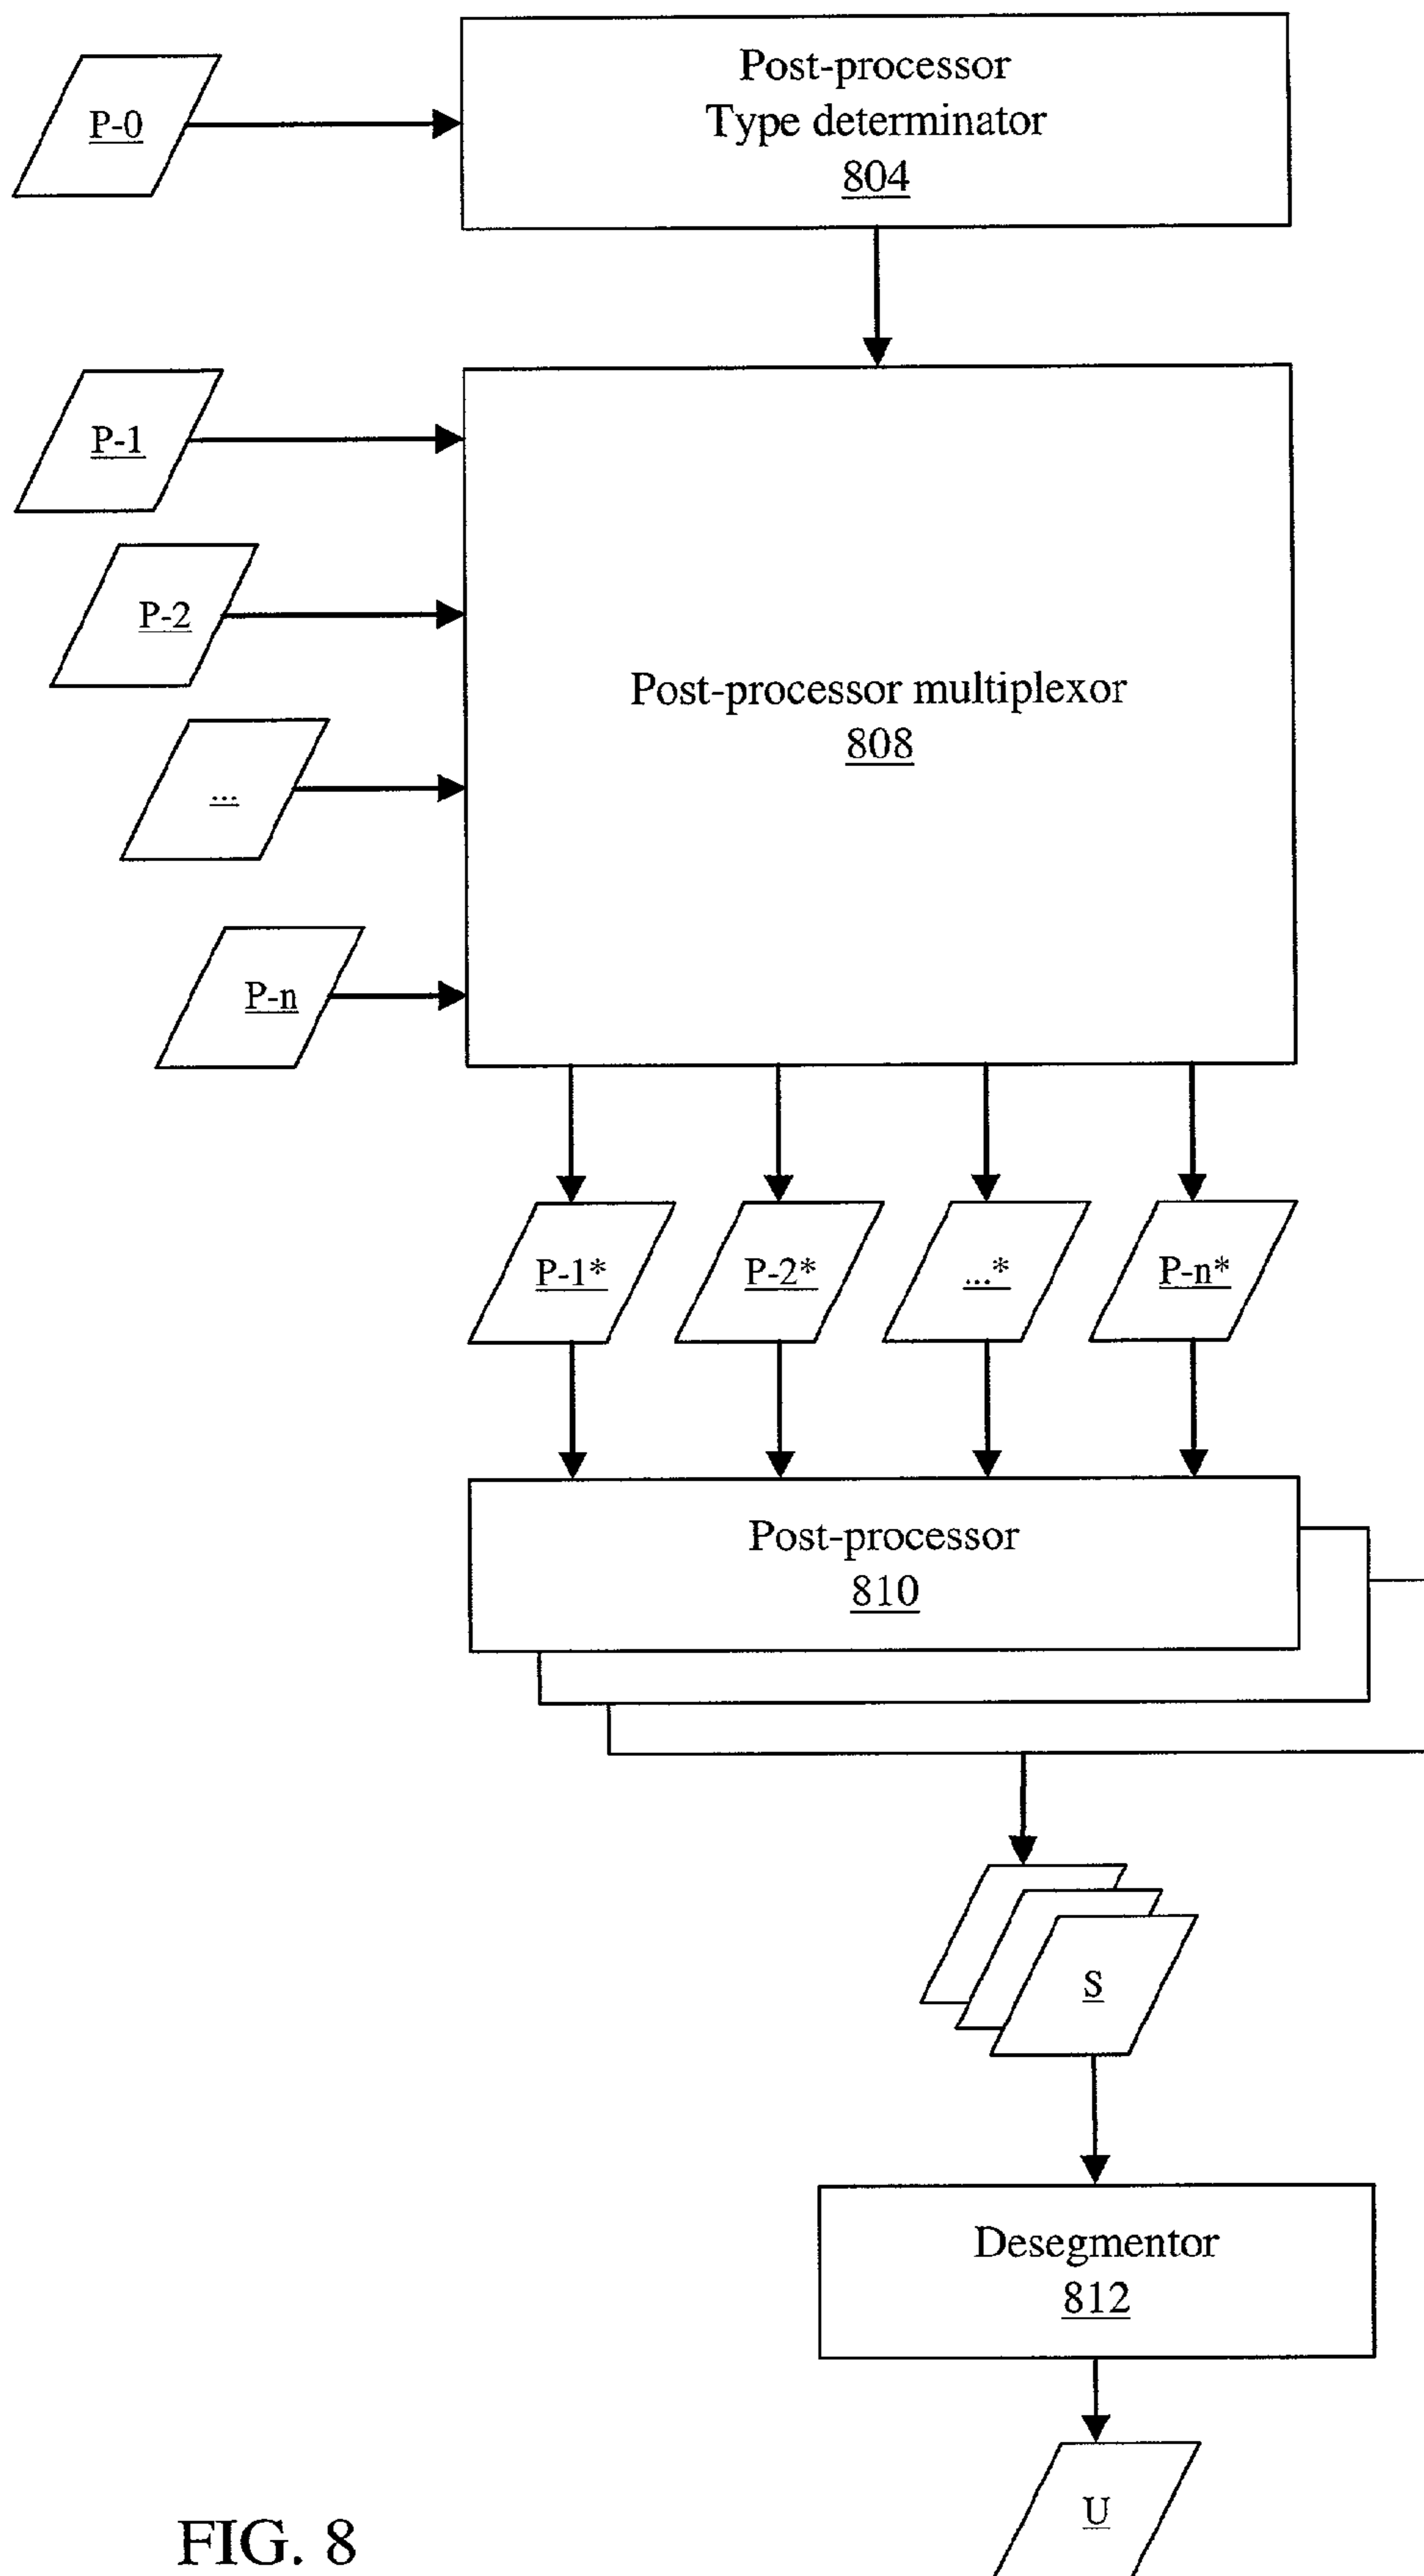 P-0
Post-processor
Type determinator
804
P-1
P-2
...
P-n
Post-processor multiplexor
808
P-1*
P-2*
...*
P-n*
Post-processor
810
S
Desegmentor
812
U
FIG. 8